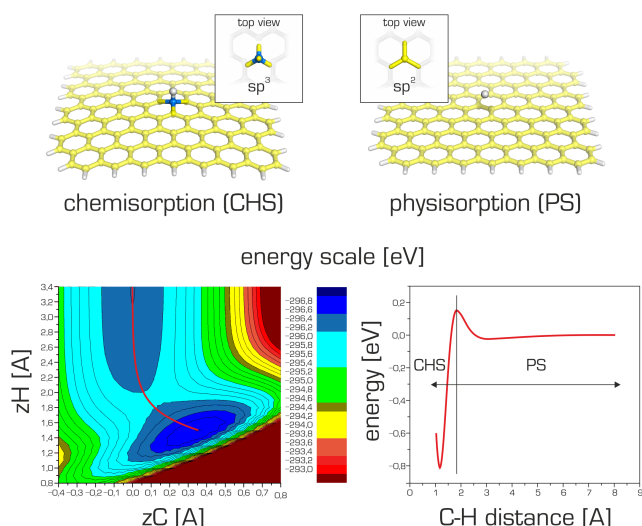 top view
sp3
top view
sp2
chemisorption (CHS)
physisorption (PS)
energy scale [eV]
zH [A]
3,4
3,2
3,0
2,8
2,6
2,4
2,2
2,0
1,8
1,6
1,4
1,2
1,0
0,8
-0,4 -0,3 -0,2 -0,1 0,0 0,1 0,2 0,3 0,4 0,5 0,6 0,7 0,8
zC [A]
-296,8
-296,6
-296,4
-296,2
-295,6
-295,4
-295,2
-295,0
-294,8
-294,4
-294,2
-294,0
-293,8
-293,6
-293,4
-293,2
-293,0
energy [eV]
0,2
0,0
-0,2
-0,4
-0,6
-0,8
CHS
PS
0 1 2 3 4 5 6 7 8 9
C-H distance [A]